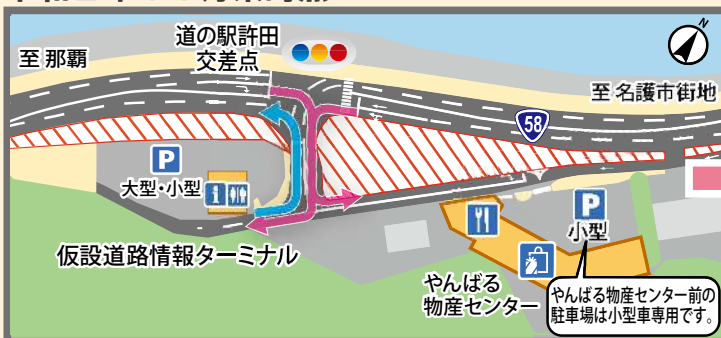 N
道の駅許田
交差点
至 那覇
至 名護市街地
58
P
大型・小型
i
P
小型
仮設道路情報ターミナル
やんばる
物産センター
やんばる物産センター前の
駐車場は小型車専用です。